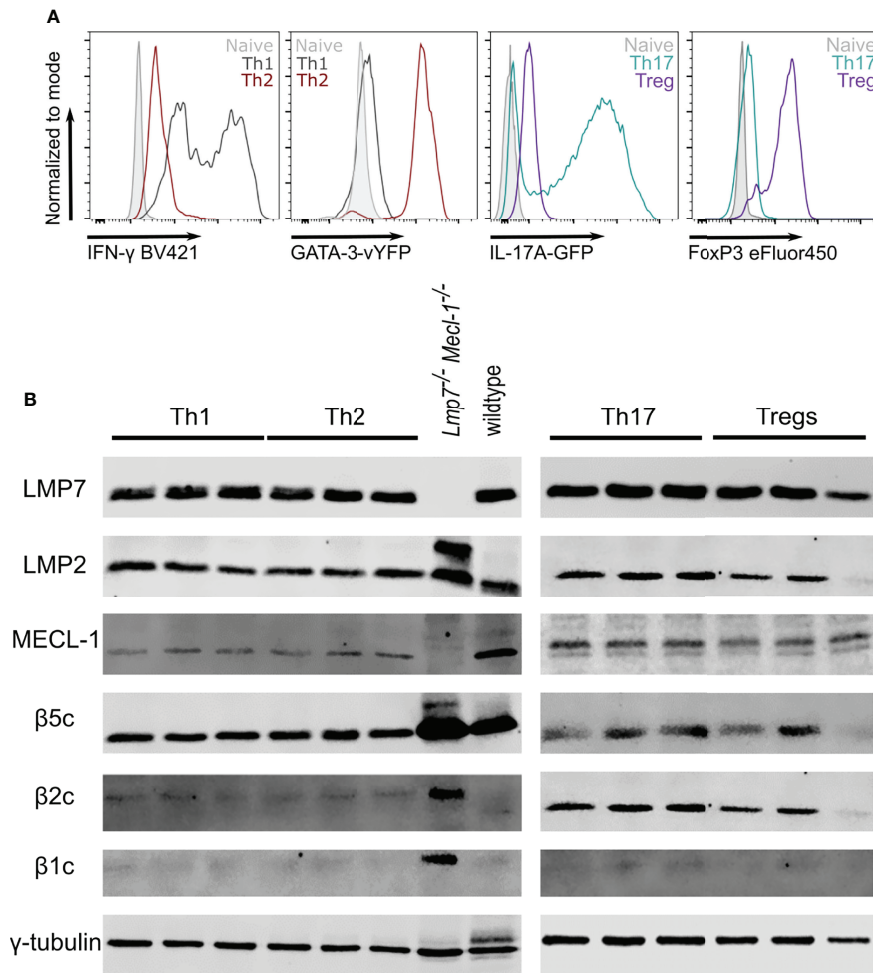 A
Normalized to mode
Naive
Th1
Th2
IFN-γ BV421
Naive
Th1
Th2
GATA-3-vYFP
Naive
Th17
Treg
IL-17A-GFP
Naive
Th17
Treg
FoxP3 eFluor450
B
Th1
Th2
Lmp7-/- Mecl-1-/-
wildtype
Th17
Tregs
LMP7
LMP2
MECL-1
β5c
β2c
β1c
γ-tubulin